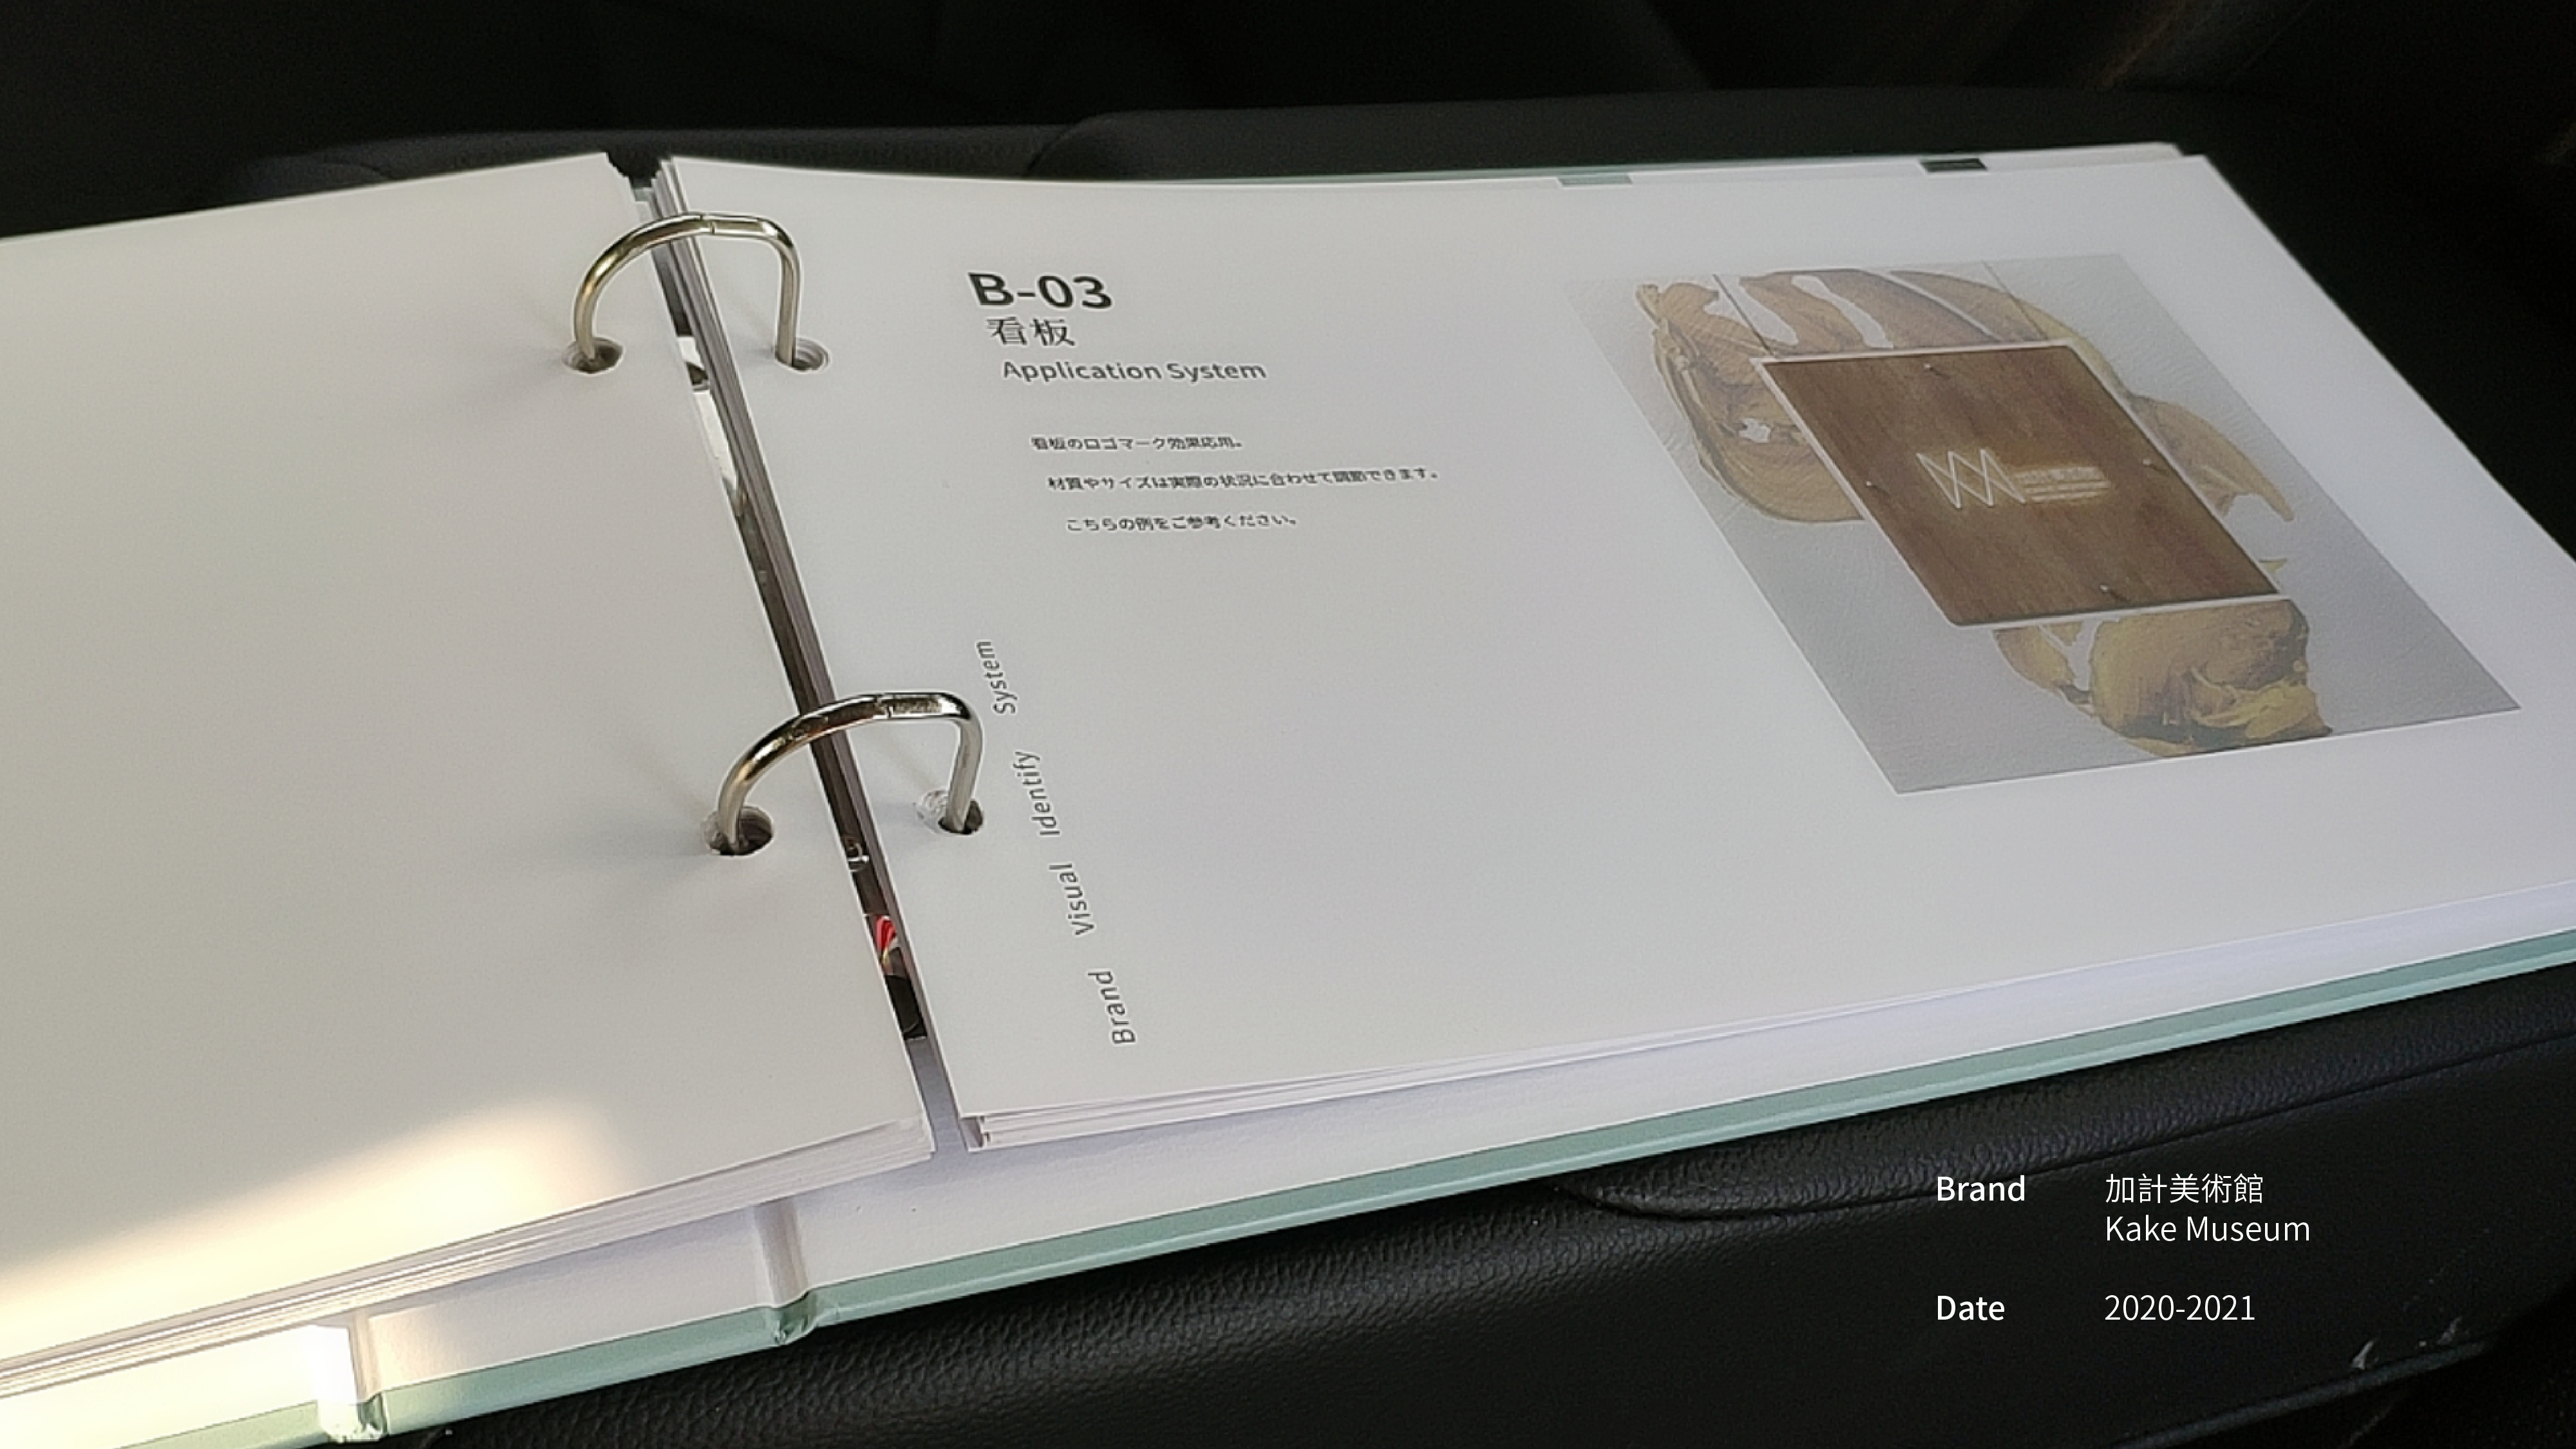 B-03
看板
Application System
看板のロゴマーク効果応用。
材質やサイズは実際の状況に合わせて調節できます。
こちらの例をご参考ください。
Brand Visual Identify System
Brand 加計美術館
Kake Museum
Date 2020-2021